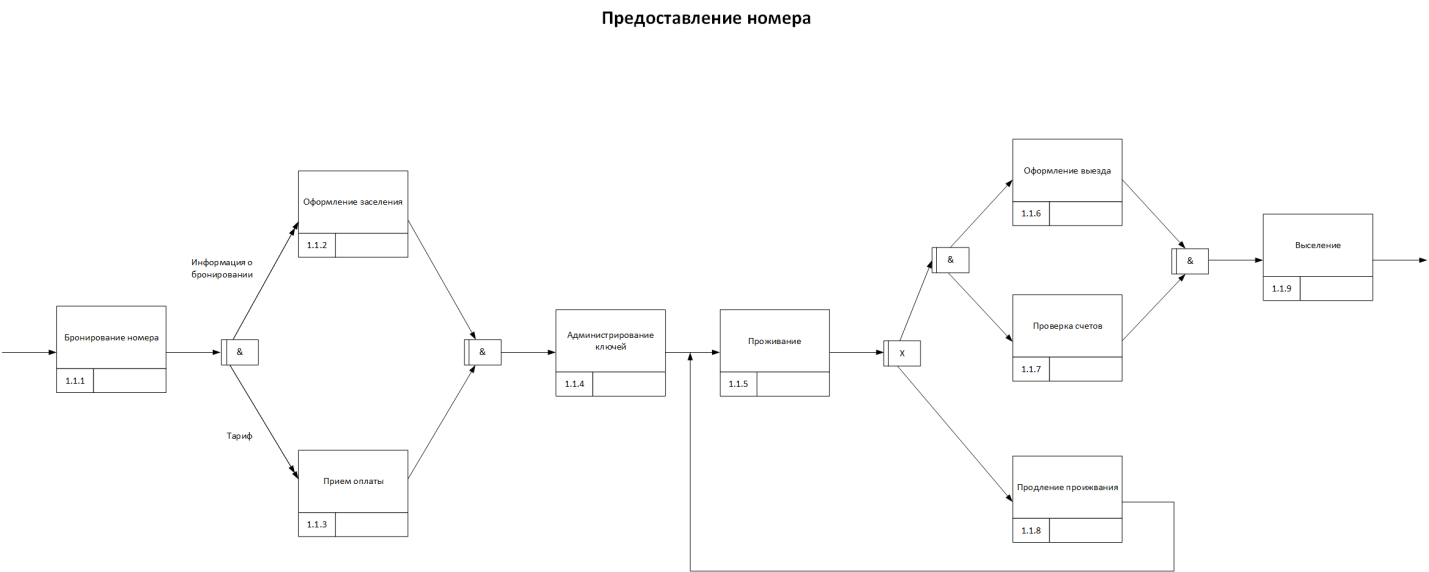 Предоставление номера
Бронирование номера
1.1.1
&
Информация о
бронировании
Тариф
Оформление заселения
1.1.2
Прием оплаты
1.1.3
&
Администрирование
ключей
1.1.4
Проживание
1.1.5
X
&
Оформление выезда
1.1.6
Проверка счетов
1.1.7
Продление проижвания
1.1.8
&
Выселение
1.1.9